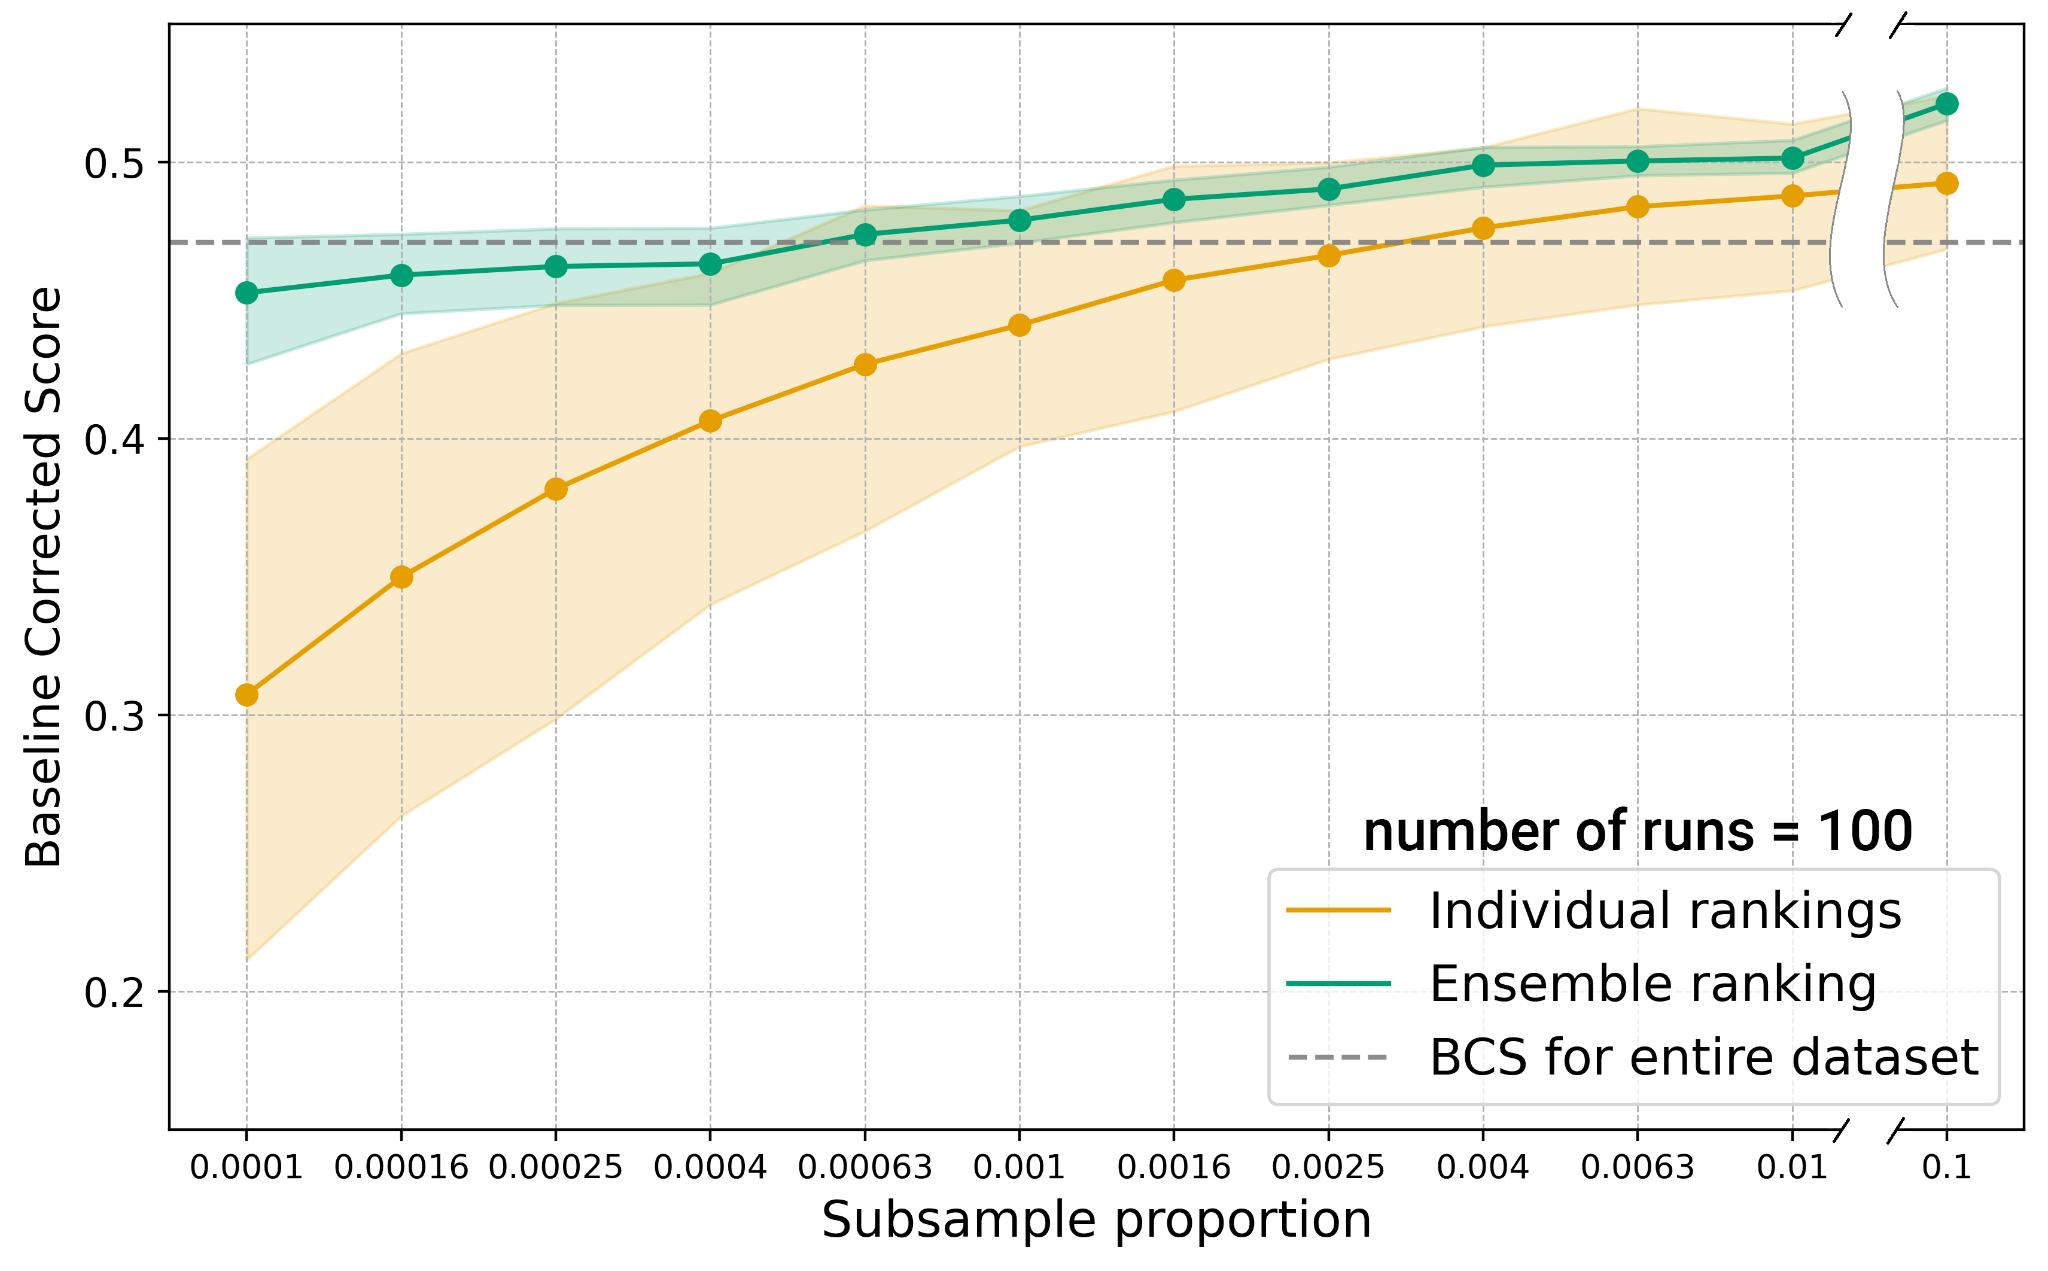 Baseline Corrected Score
0.5
0.4
0.3
0.2
number of runs = 100
Individual rankings
Ensemble ranking
BCS for entire dataset
0.0001 0.00016 0.00025 0.0004 0.00063 0.001 0.0016 0.0025 0.004 0.0063 0.01 0.1
Subsample proportion